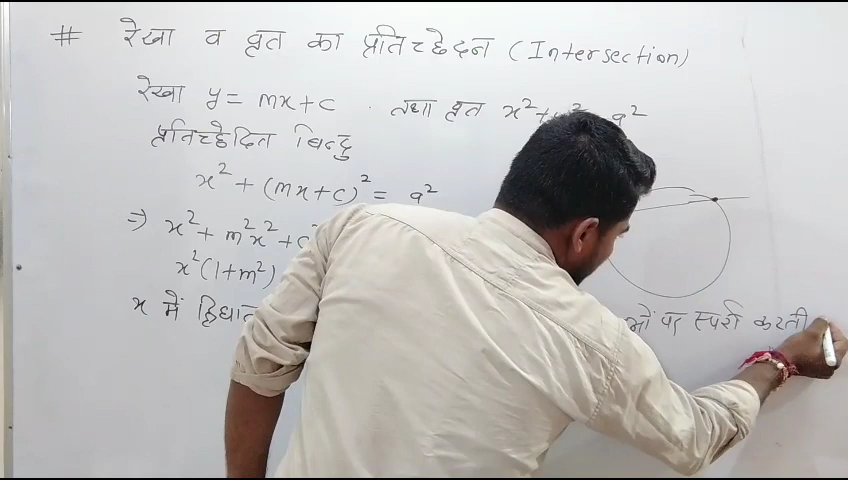 # रेखा व वृत का प्रतिच्छेदन (Intersection)
रेखा y = mx+c . तथा वृत x² + a²
प्रतिच्छेदित बिन्दु
x² + (mx+c)² = a²
⇒ x² + m²x² + c
x²(1+m²)
x में द्विघात
ओं पर स्पर्श करती